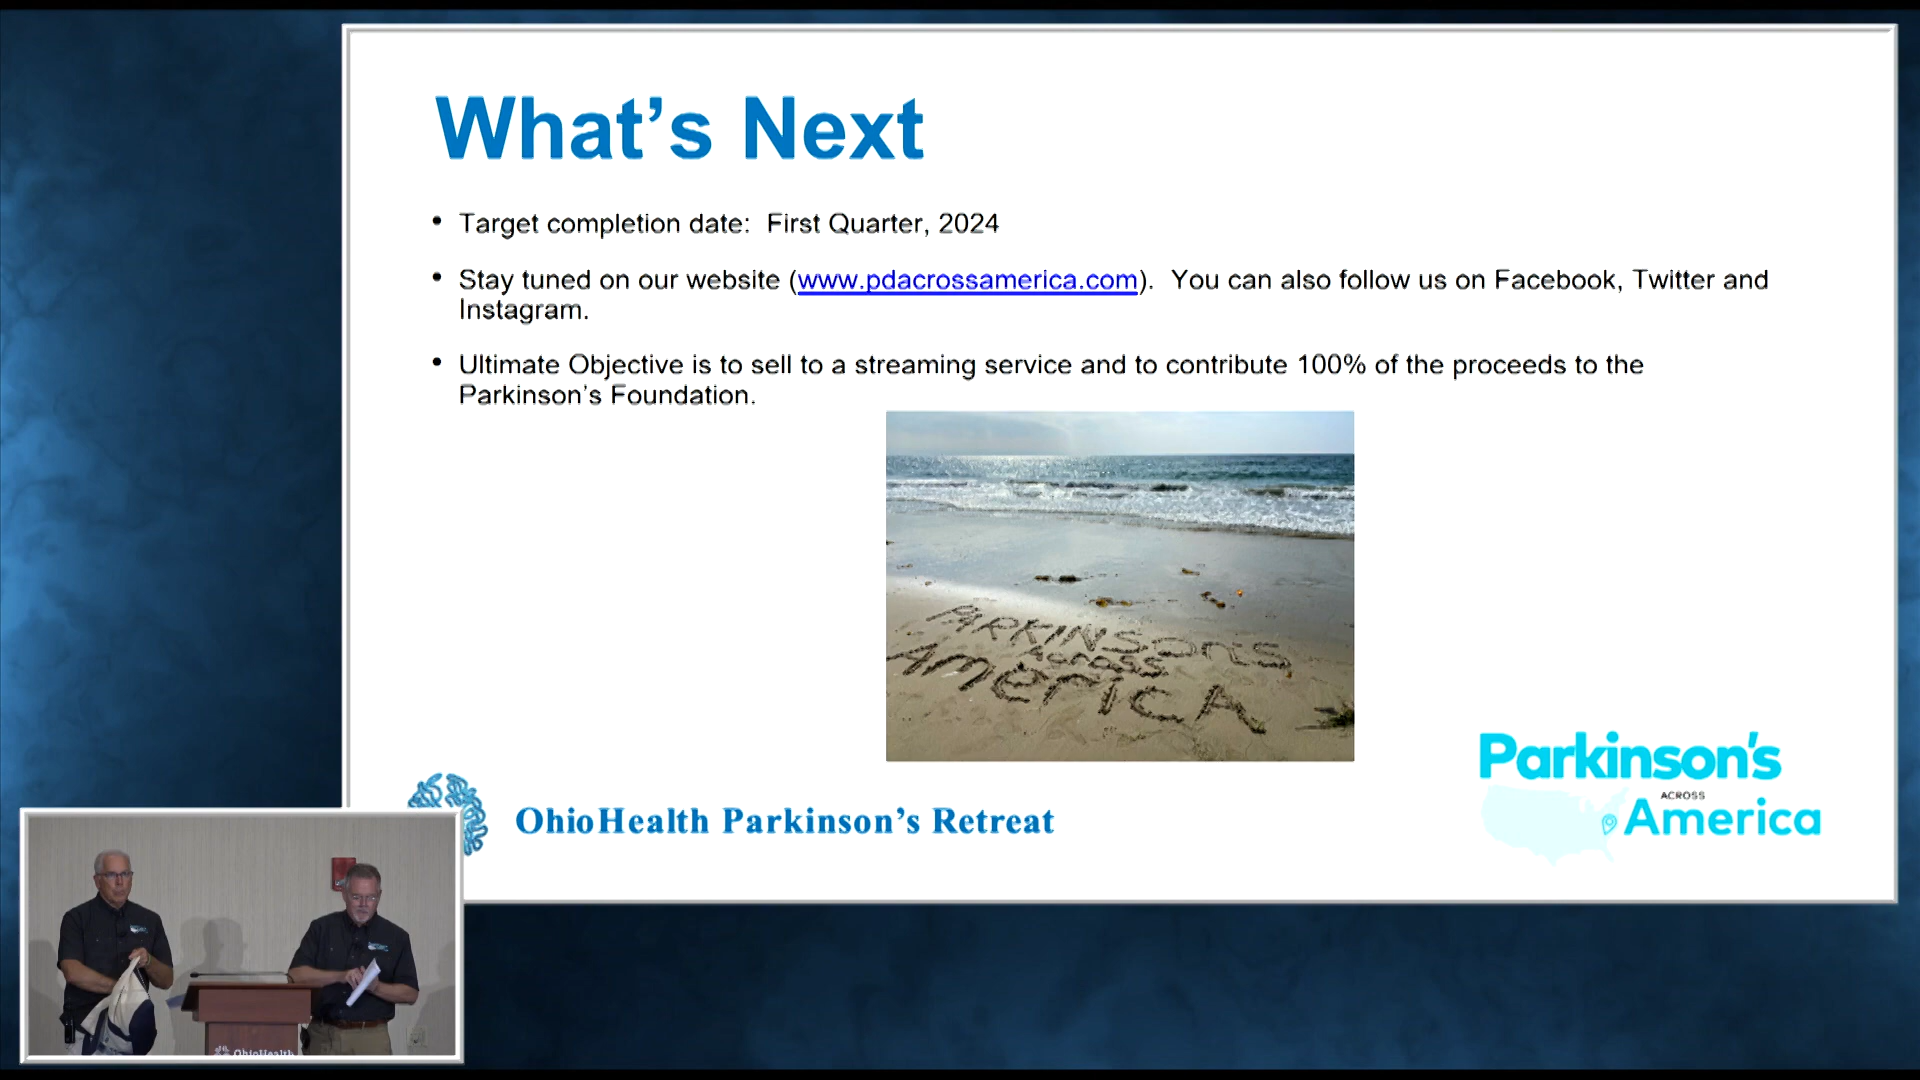 What’s Next
• Target completion date:  First Quarter, 2024
• Stay tuned on our website (www.pdacrossamerica.com).  You can also follow us on Facebook, Twitter and
Instagram.
• Ultimate Objective is to sell to a streaming service and to contribute 100% of the proceeds to the
Parkinson’s Foundation.
PARKINSON'S
Across
AmericA
OhioHealth Parkinson’s Retreat
Parkinson's
ACROSS
America
OhioHealth